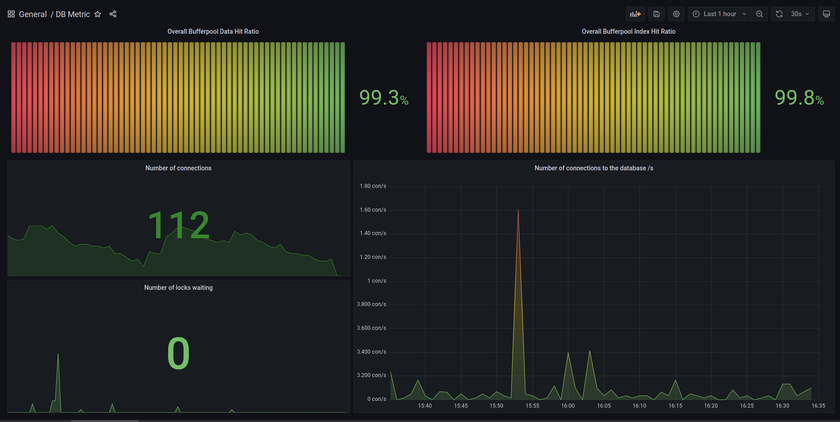 General / DB Metric
Last 1 hour
30s
Overall Bufferpool Data Hit Ratio
99.3%
Overall Bufferpool Index Hit Ratio
99.8%
Number of connections
112
Number of locks waiting
0
Number of connections to the database /s
1.80 con/s
1.60 con/s
1.40 con/s
1.20 con/s
1 con/s
0.800 con/s
0.600 con/s
0.400 con/s
0.200 con/s
0 con/s
15:40 15:45 15:50 15:55 16:00 16:05 16:10 16:15 16:20 16:25 16:30 16:35